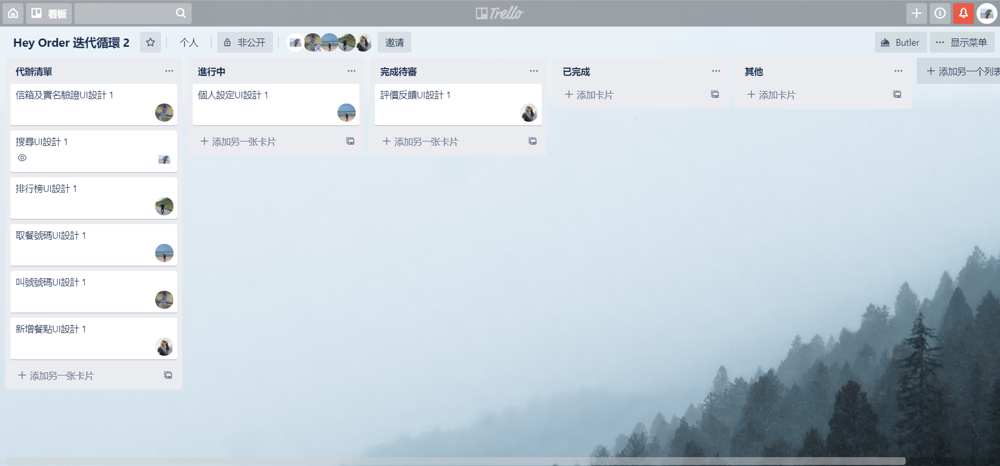 看板
Trello
Hey Order 迭代循環 2
个人
非公开
邀请
Butler
显示菜单
代辦清單
信箱及實名驗證UI設計 1
搜尋UI設計 1
排行榜UI設計 1
取餐號碼UI設計 1
叫號號碼UI設計 1
新增餐點UI設計 1
添加另一张卡片
進行中
個人設定UI設計 1
添加另一张卡片
完成待審
評價反饋UI設計 1
添加另一张卡片
已完成
添加卡片
其他
添加卡片
添加另一个列表